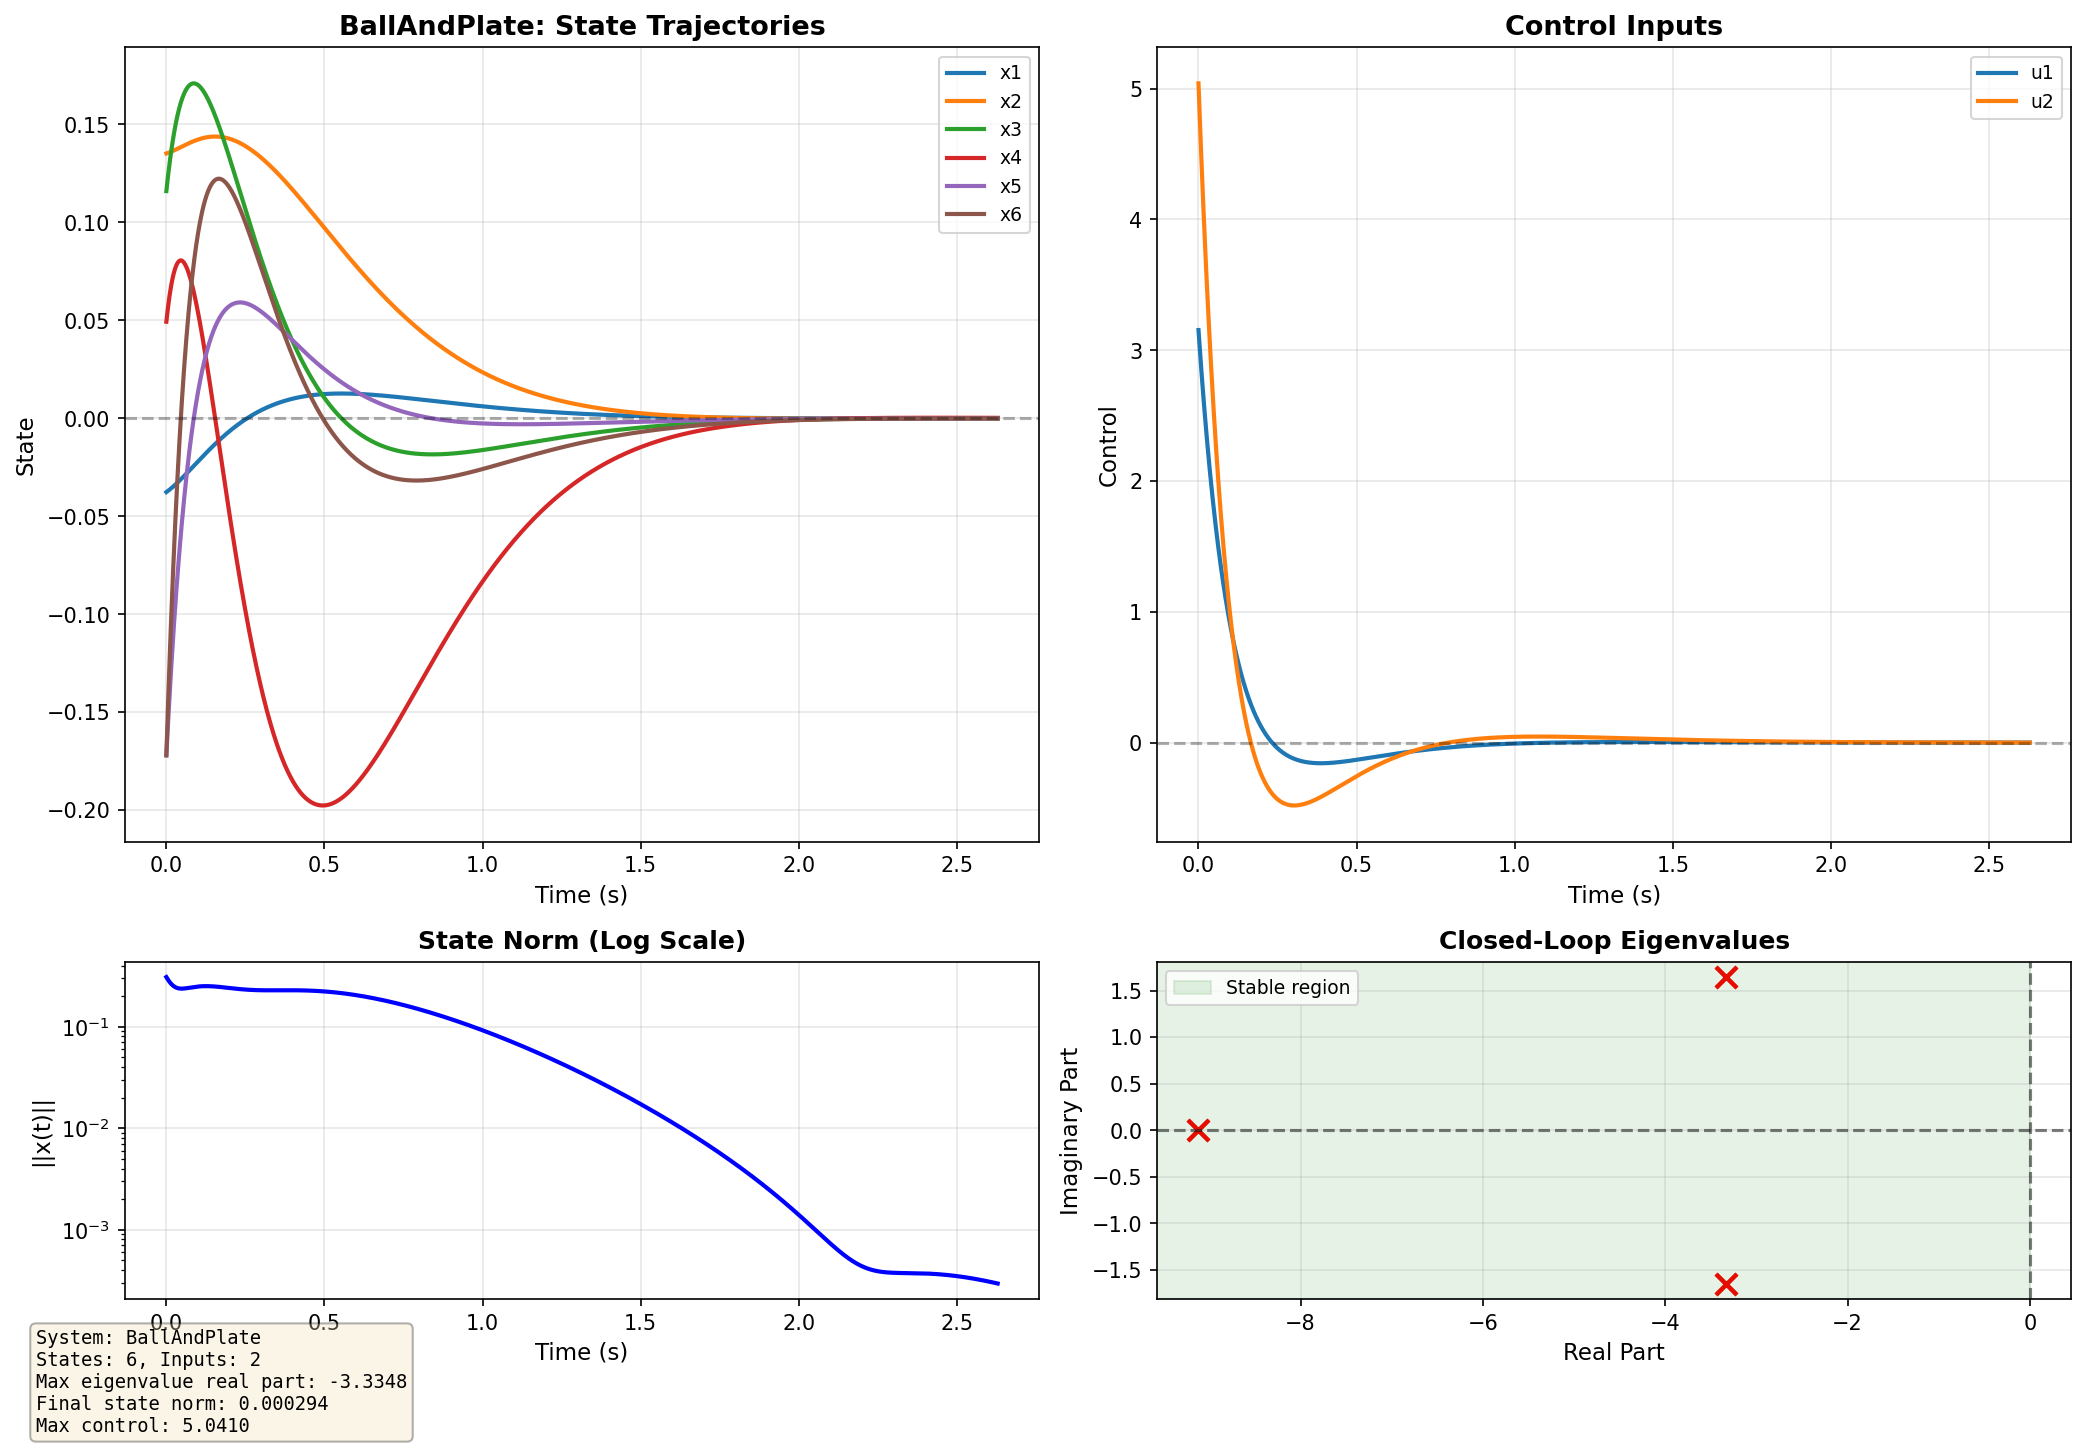 BallAndPlate: State Trajectories
State
0.15
0.10
0.05
0.00
−0.05
−0.10
−0.15
−0.20
x1
x2
x3
x4
x5
x6
0.0 0.5 1.0 1.5 2.0 2.5
Time (s)
Control Inputs
Control
5
4
3
2
1
0
u1
u2
0.0 0.5 1.0 1.5 2.0 2.5
Time (s)
State Norm (Log Scale)
||x(t)||
10⁻¹
10⁻²
10⁻³
0.0 0.5 1.0 1.5 2.0 2.5
Time (s)
Closed-Loop Eigenvalues
Imaginary Part
1.5
1.0
0.5
0.0
−0.5
−1.0
−1.5
Stable region
−8 −6 −4 −2 0
Real Part
System: BallAndPlate
States: 6, Inputs: 2
Max eigenvalue real part: -3.3348
Final state norm: 0.000294
Max control: 5.0410